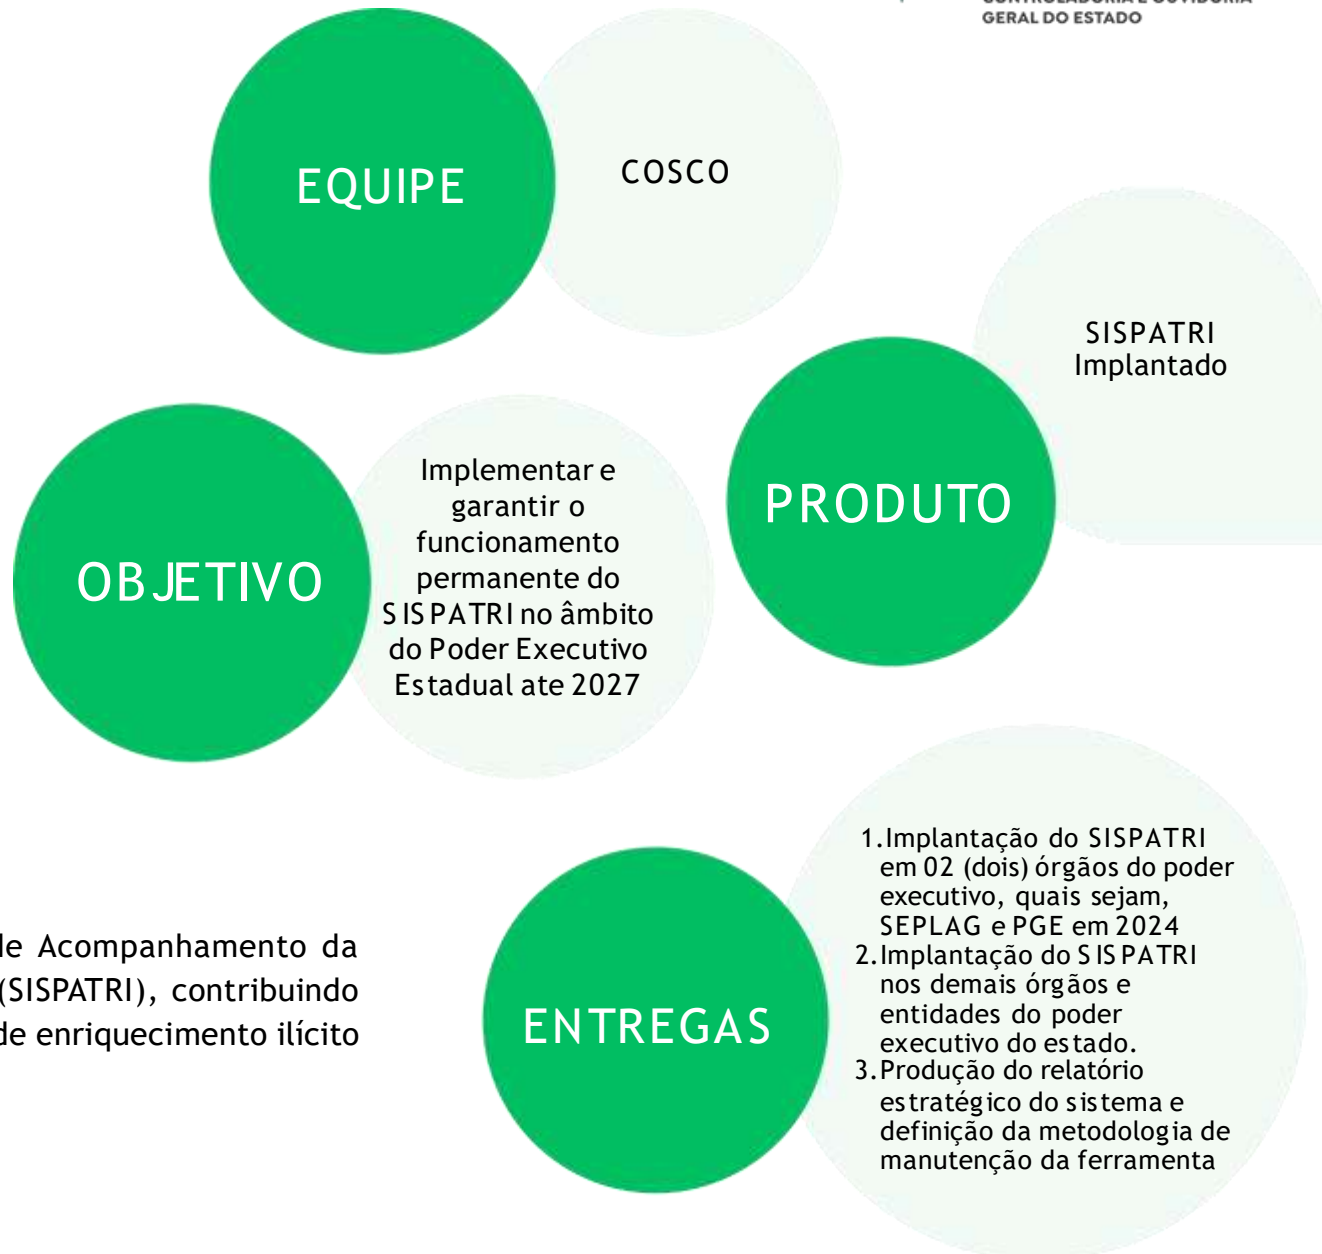 CONTROLADORIA E OUVIDORIA
GERAL DO ESTADO
EQUIPE
COSCO
SISPATRI
Implantado
PRODUTO
OBJETIVO
Implementar e
garantir o
funcionamento
permanente do
SISPATRI no âmbito
do Poder Executivo
Estadual ate 2027
de Acompanhamento da
(SISPATRI), contribuindo
de enriquecimento ilícito
ENTREGAS
1.Implantação do SISPATRI
em 02 (dois) órgãos do poder
executivo, quais sejam,
SEPLAG e PGE em 2024
2.Implantação do SISPATRI
nos demais órgãos e
entidades do poder
executivo do estado.
3.Produção do relatório
estratégico do sistema e
definição da metodologia de
manutenção da ferramenta